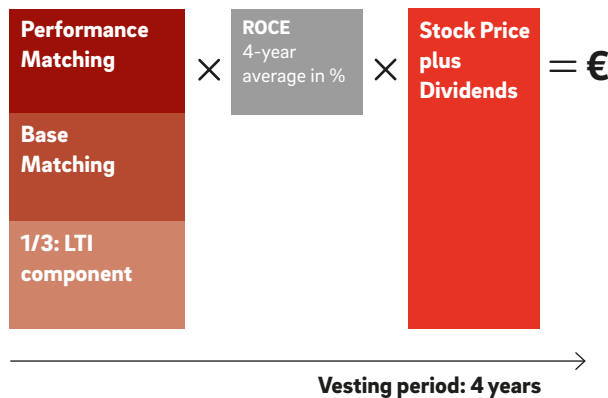 Performance
Matching
×
ROCE
4-year
average in %
×
Stock Price
plus
Dividends
= €
Base
Matching
1/3: LTI
component
Vesting period: 4 years